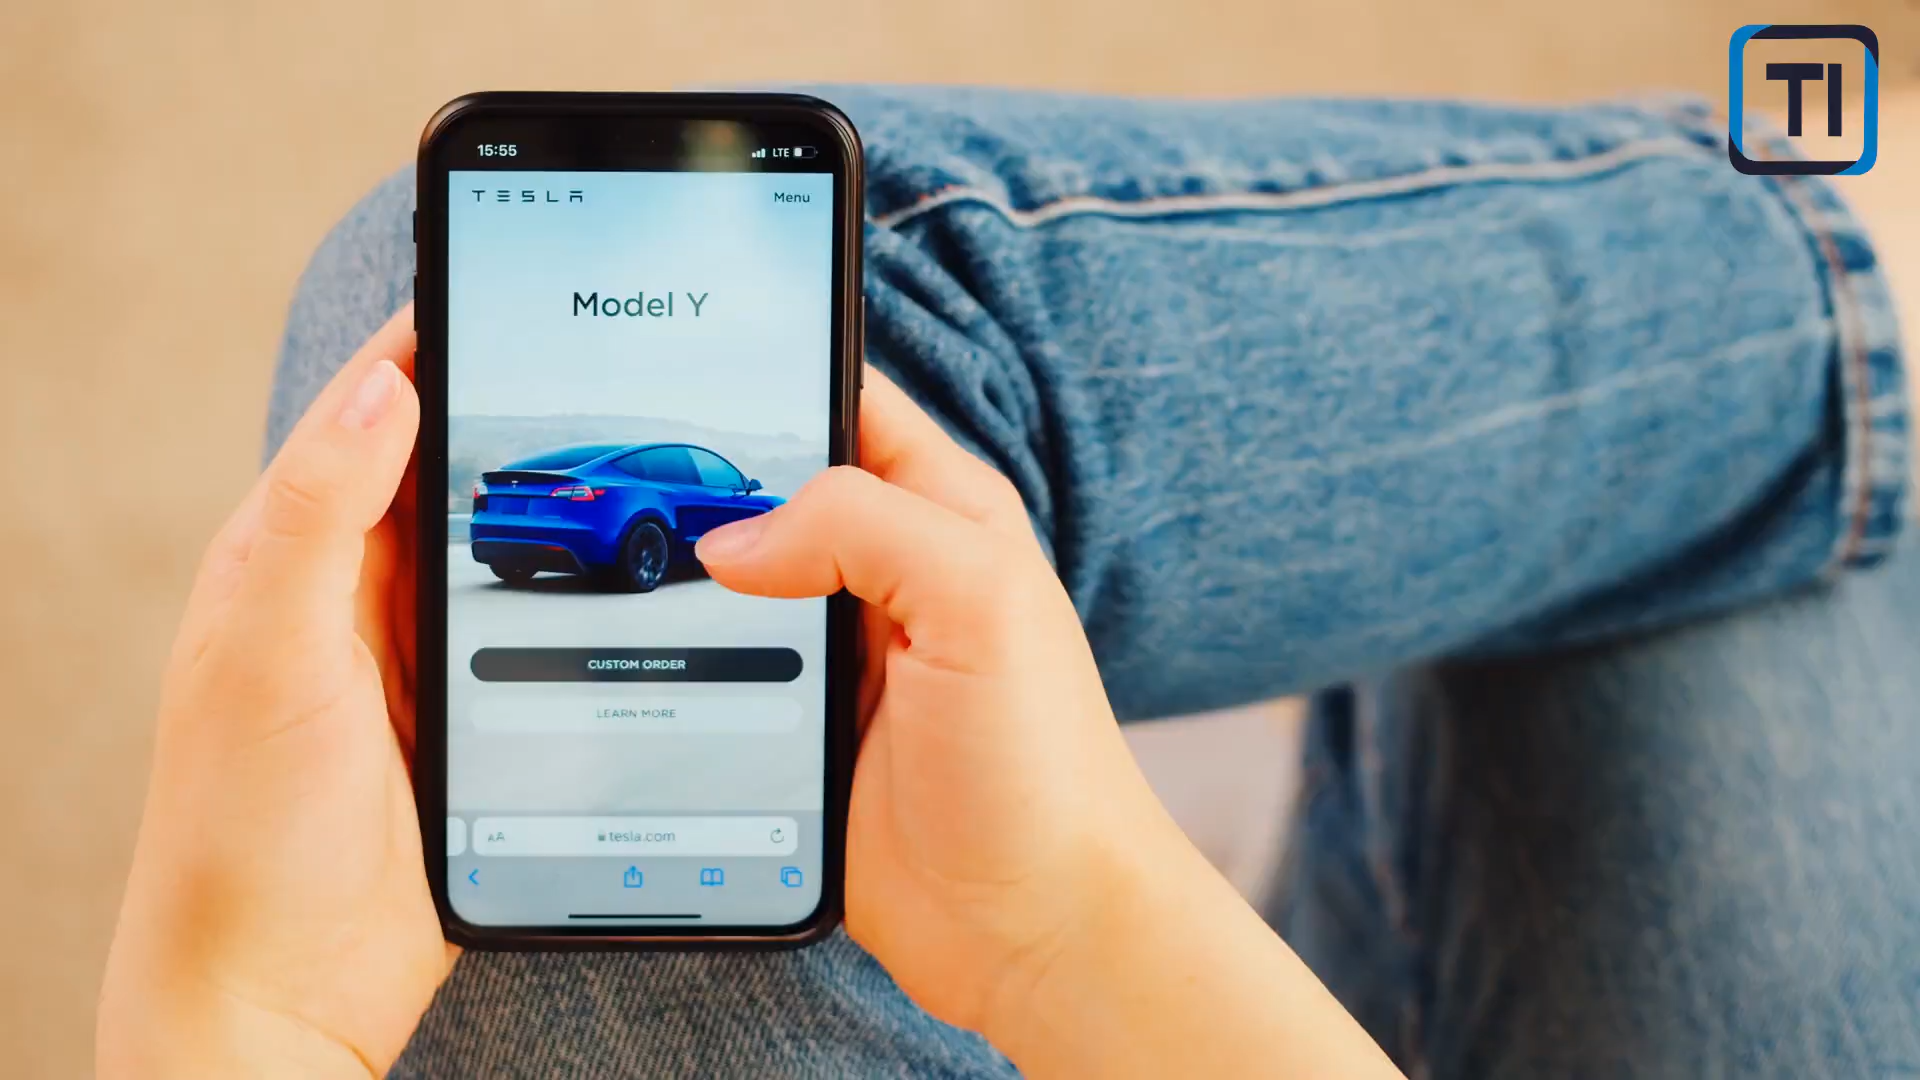 TI
15:55
LTE
TESLA
Menu
Model Y
CUSTOM ORDER
LEARN MORE
AA
tesla.com